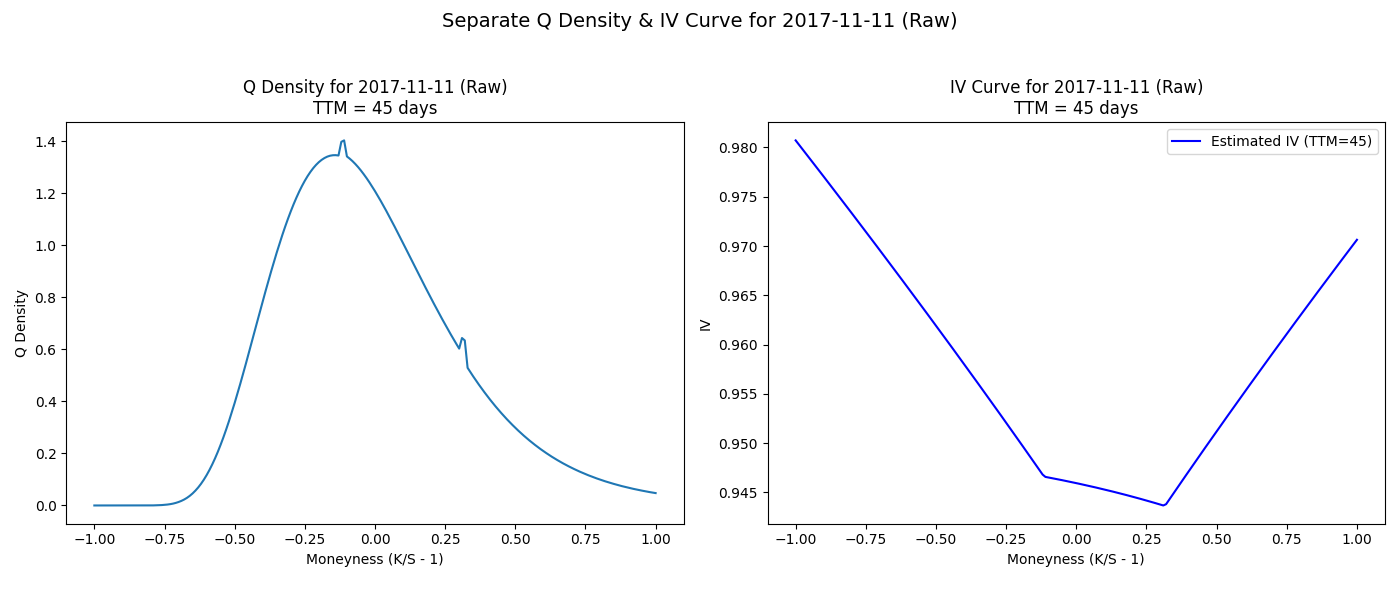 Separate Q Density & IV Curve for 2017-11-11 (Raw)
Q Density for 2017-11-11 (Raw)
TTM = 45 days
1.4
1.2
1.0
0.8
0.6
0.4
0.2
0.0
Q Density
−1.00 −0.75 −0.50 −0.25 0.00 0.25 0.50 0.75 1.00
Moneyness (K/S - 1)
IV Curve for 2017-11-11 (Raw)
TTM = 45 days
Estimated IV (TTM=45)
0.980
0.975
0.970
0.965
0.960
0.955
0.950
0.945
IV
−1.00 −0.75 −0.50 −0.25 0.00 0.25 0.50 0.75 1.00
Moneyness (K/S - 1)